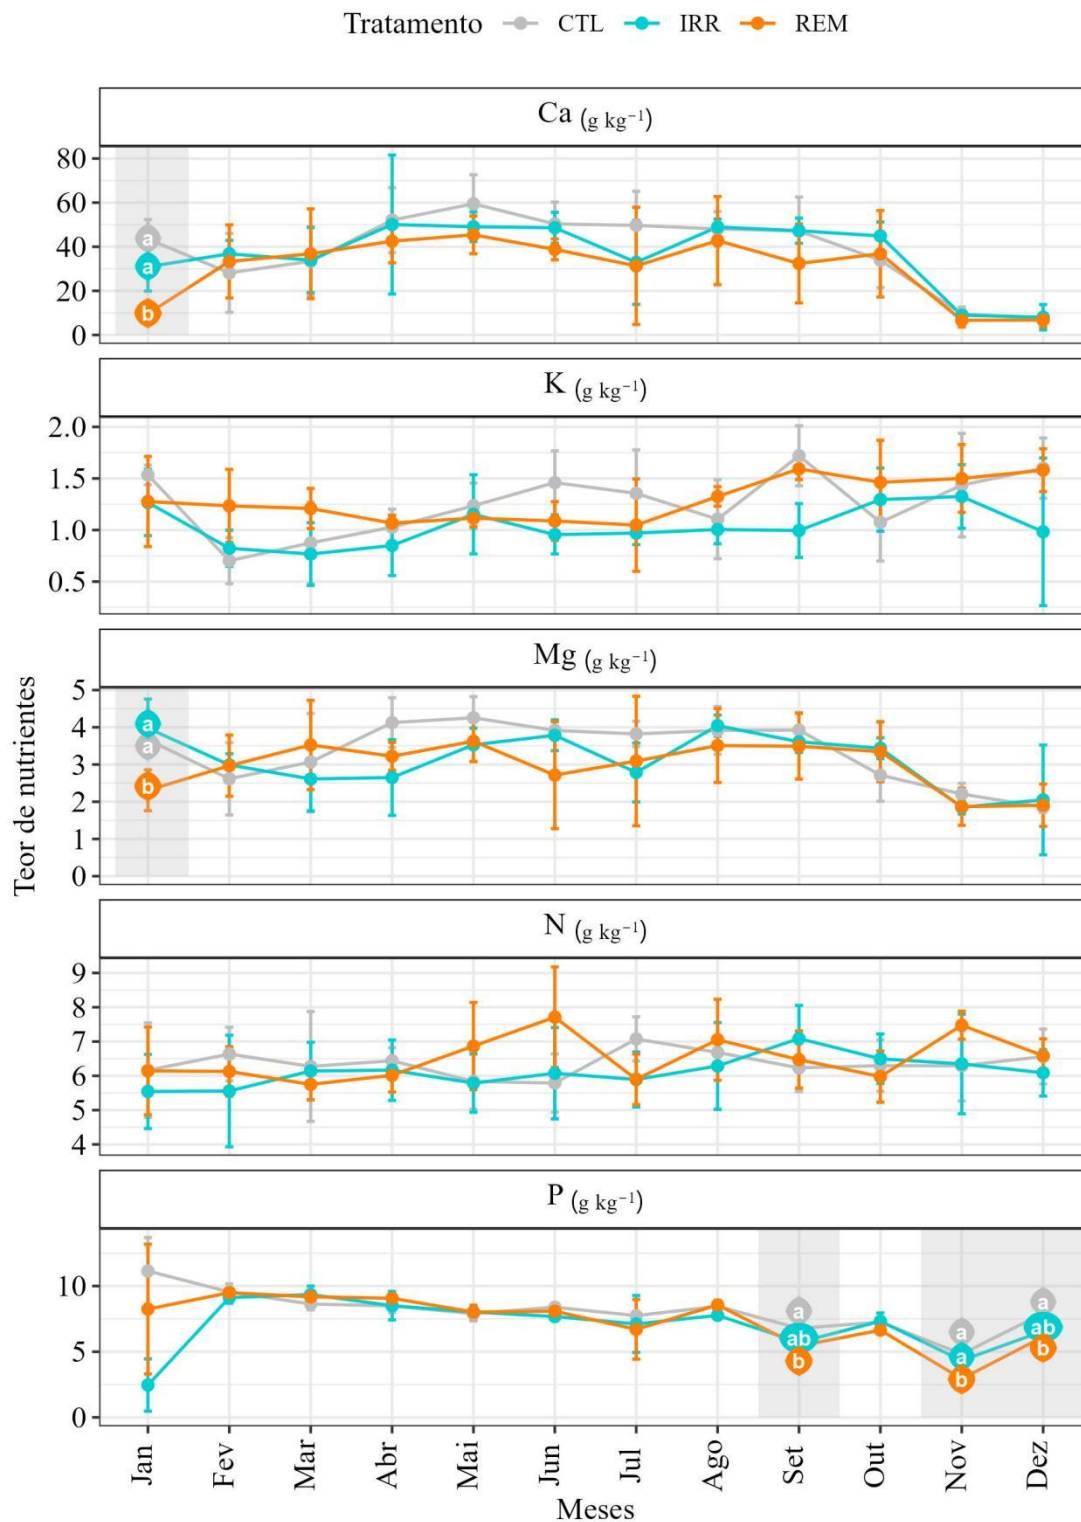 Tratamento CTL IRR REM
Ca (g kg⁻¹)
80
60
40
20
0
a
a
b
K (g kg⁻¹)
2.0
1.5
1.0
0.5
Mg (g kg⁻¹)
5
4
3
2
1
0
a
a
b
Teor de nutrientes
N (g kg⁻¹)
9
8
7
6
5
4
P (g kg⁻¹)
10
5
0
a
ab
b
a
a
b
a
ab
b
Jan Fev Mar Abr Mai Jun Jul Ago Set Out Nov Dez
Meses